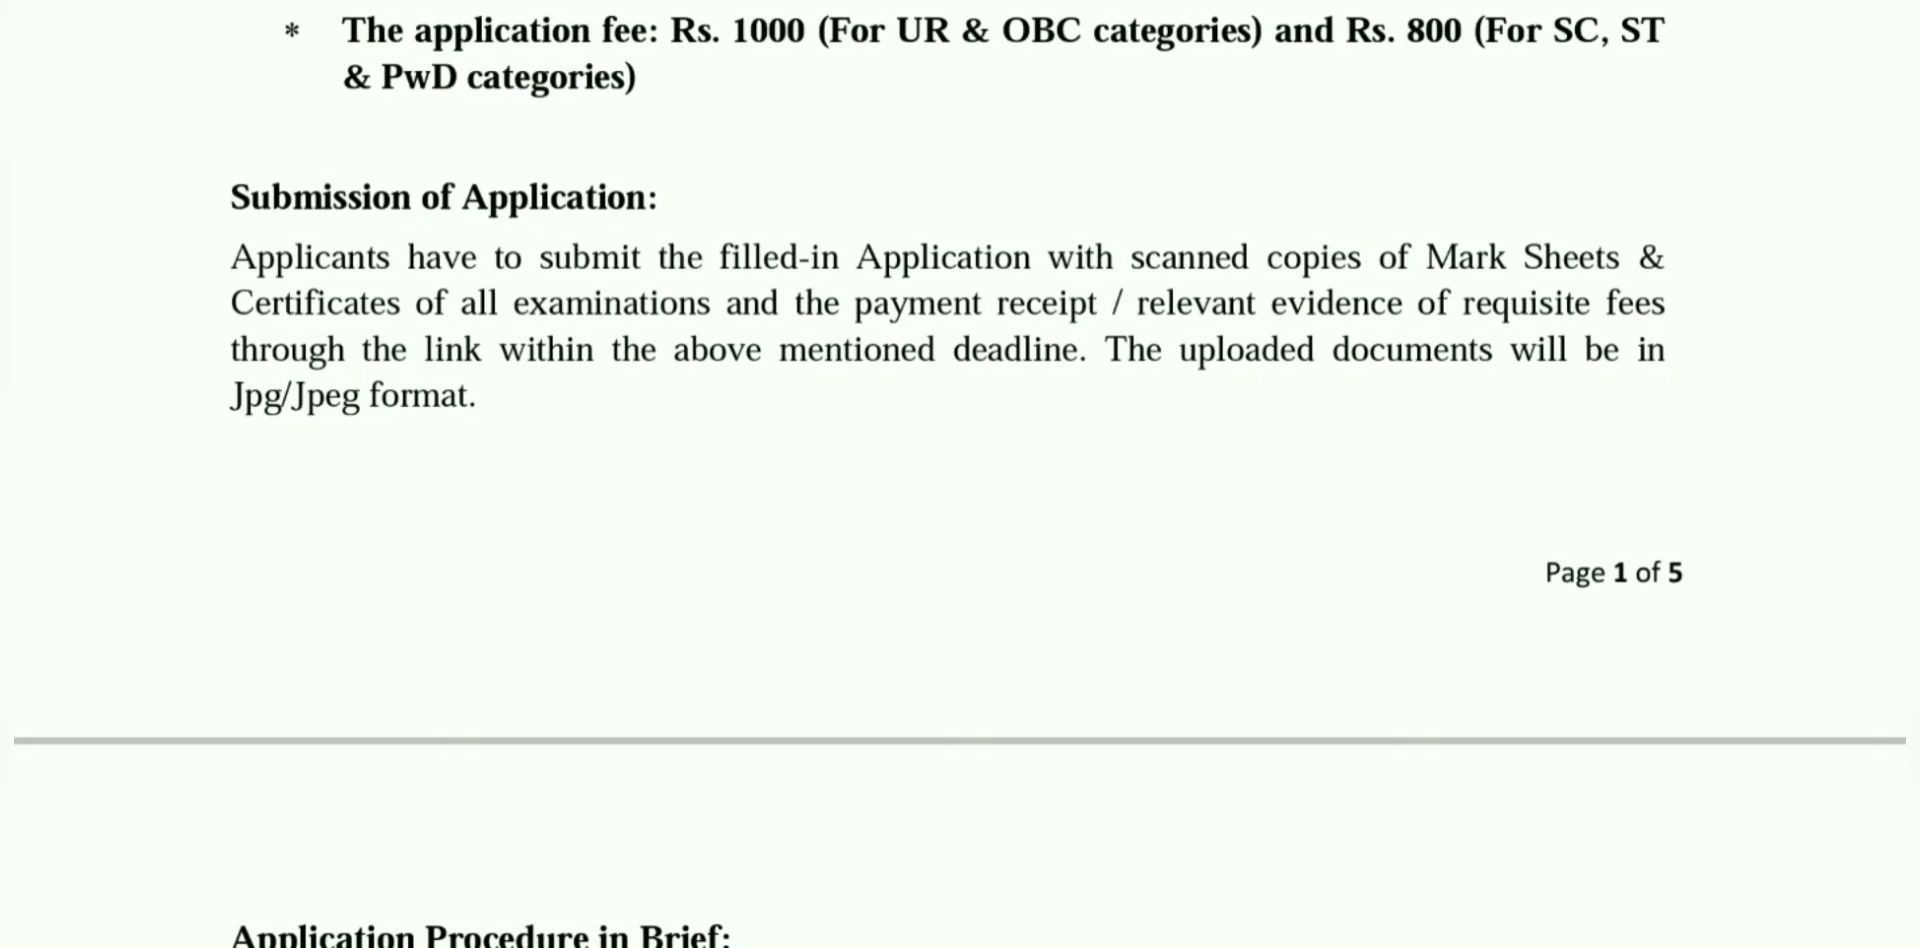 * The application fee: Rs. 1000 (For UR & OBC categories) and Rs. 800 (For SC, ST
& PwD categories)
Submission of Application:
Applicants have to submit the filled-in Application with scanned copies of Mark Sheets &
Certificates of all examinations and the payment receipt / relevant evidence of requisite fees
through the link within the above mentioned deadline. The uploaded documents will be in
Jpg/Jpeg format.
Page 1 of 5
Application Procedure in Brief: